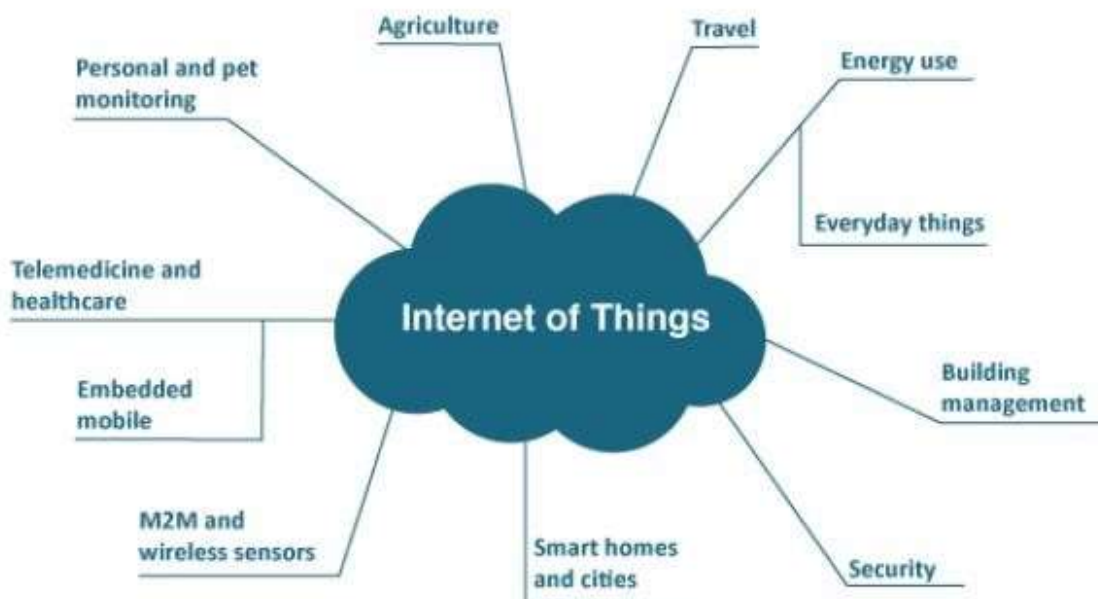 Agriculture
Travel
Personal and pet
monitoring
Energy use
Everyday things
Telemedicine and
healthcare
Internet of Things
Embedded
mobile
Building
management
M2M and
wireless sensors
Smart homes
and cities
Security